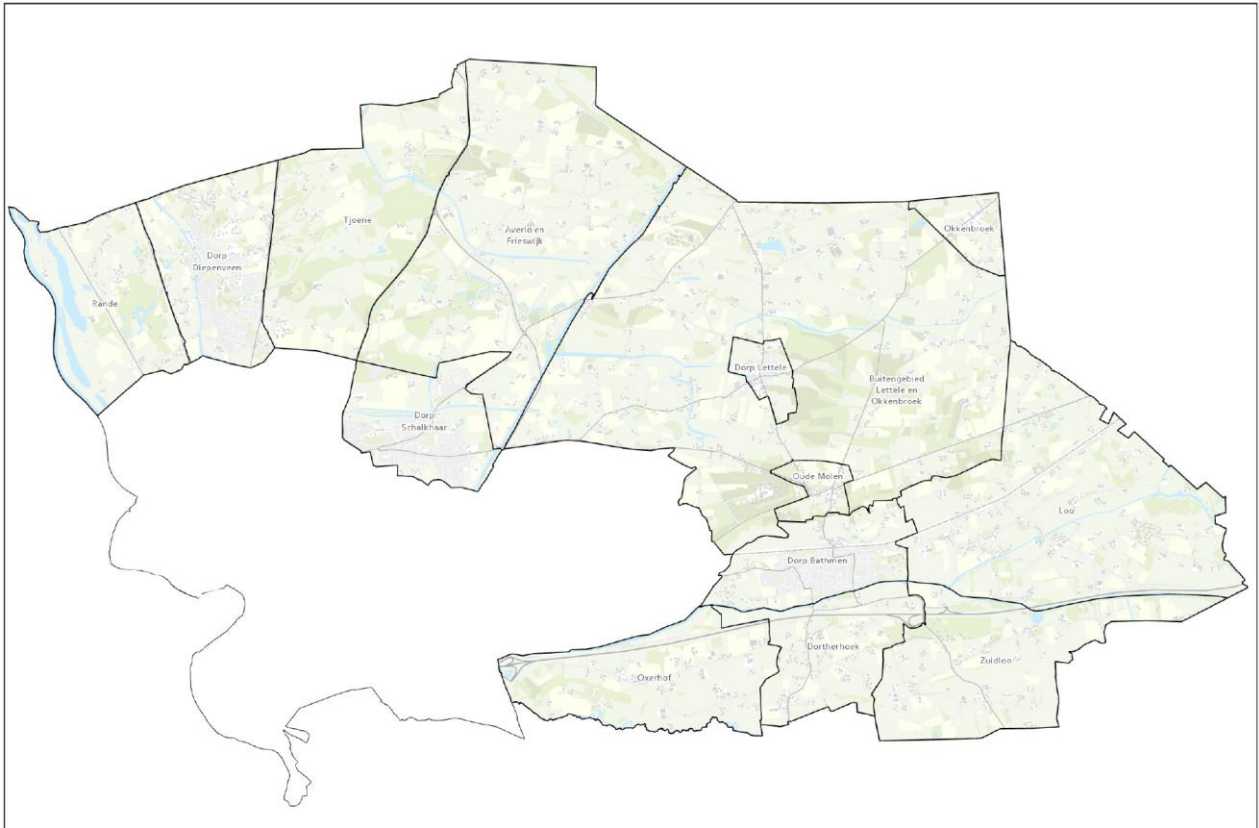 Okkenbroek
Tjoene
Averlo en
Frieswijk
Dorp
Diepenveen
Rande
Dorp Lettele
Buitengebied
Lettele en
Okkenbroek
Dorp
Schalkhaar
Oude Molen
Loo
Dorp Bathmen
Dortherhoek
Zuidloo
Oxerhof